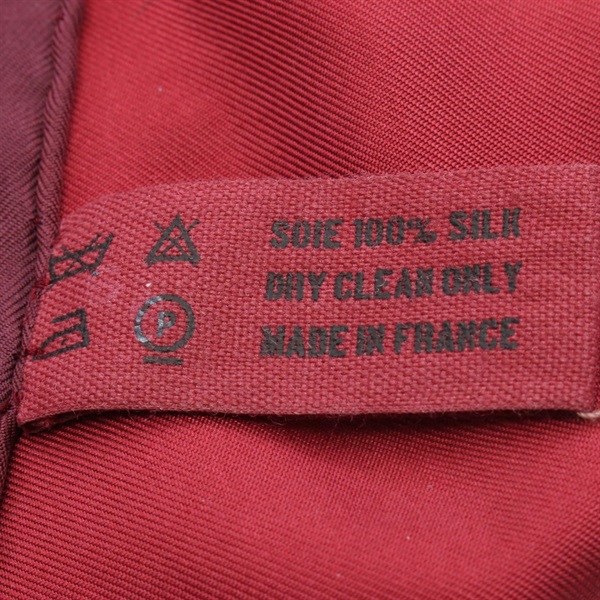 SOIE 100% SILK
DRY CLEAN ONLY
P
MADE IN FRANCE